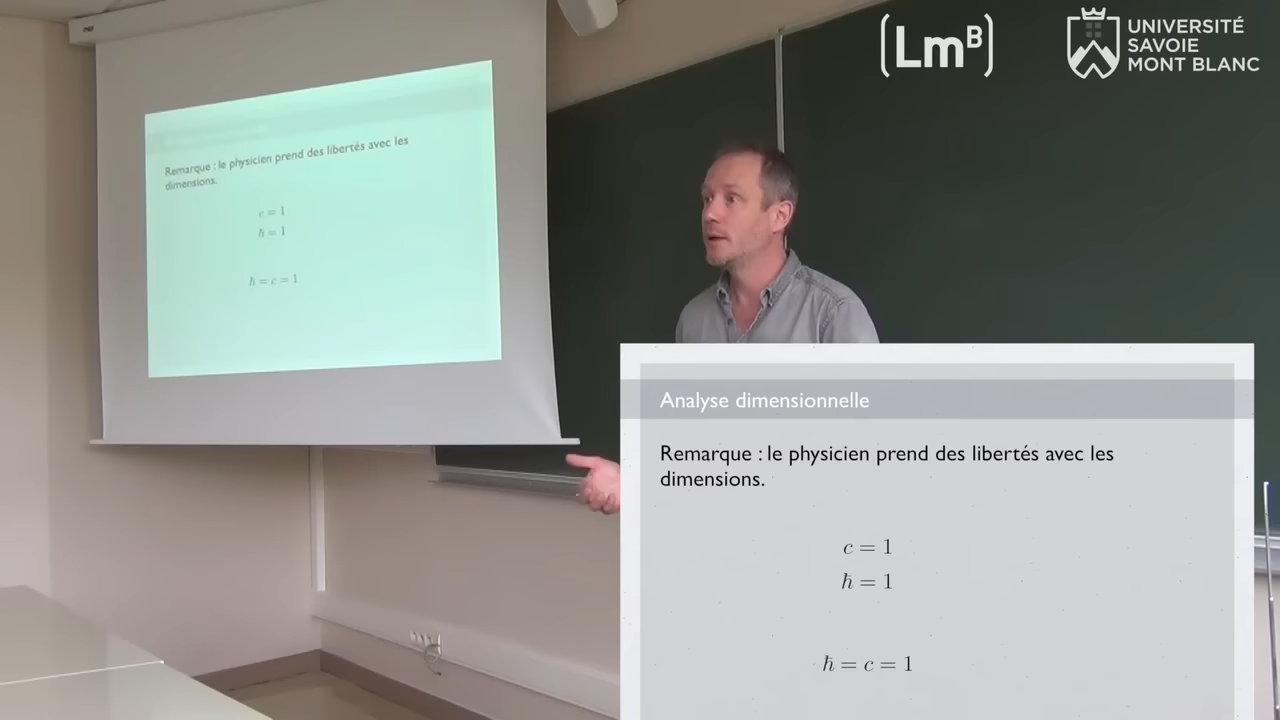 (LmB)
UNIVERSITÉ
SAVOIE
MONT BLANC
Remarque : le physicien prend des libertés avec les
dimensions.
c = 1
ħ = 1
ħ = c = 1
Analyse dimensionnelle
Remarque : le physicien prend des libertés avec les
dimensions.
c = 1
ħ = 1
ħ = c = 1